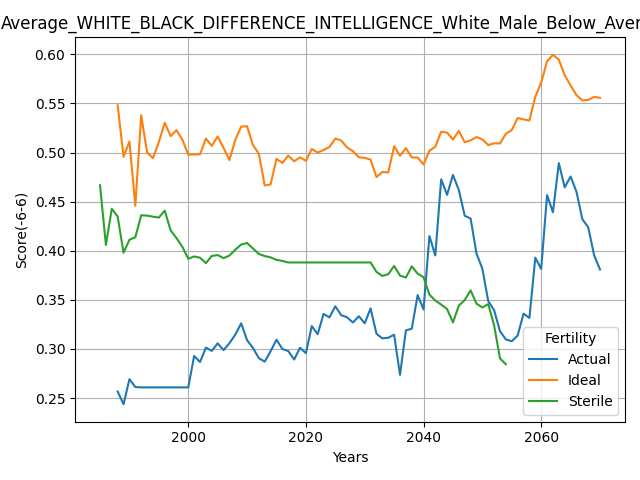 Average_WHITE_BLACK_DIFFERENCE_INTELLIGENCE_White_Male_Below_Aver
0.60
0.55
0.50
0.45
0.40
0.35
0.30
0.25
Score(-6-6)
2000 2020 2040 2060
Years
Fertility
Actual
Ideal
Sterile